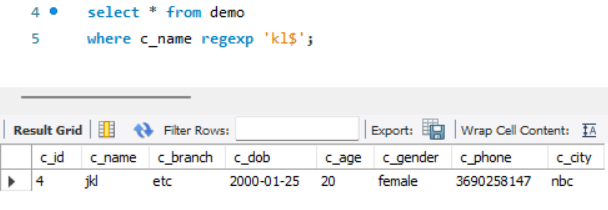 4 select * from demo
5 where c_name regexp 'kl$';
Result Grid Filter Rows: Export: Wrap Cell Content: IA
c_id c_name c_branch c_dob c_age c_gender c_phone c_city
4 jkl etc 2000-01-25 20 female 3690258147 nbc